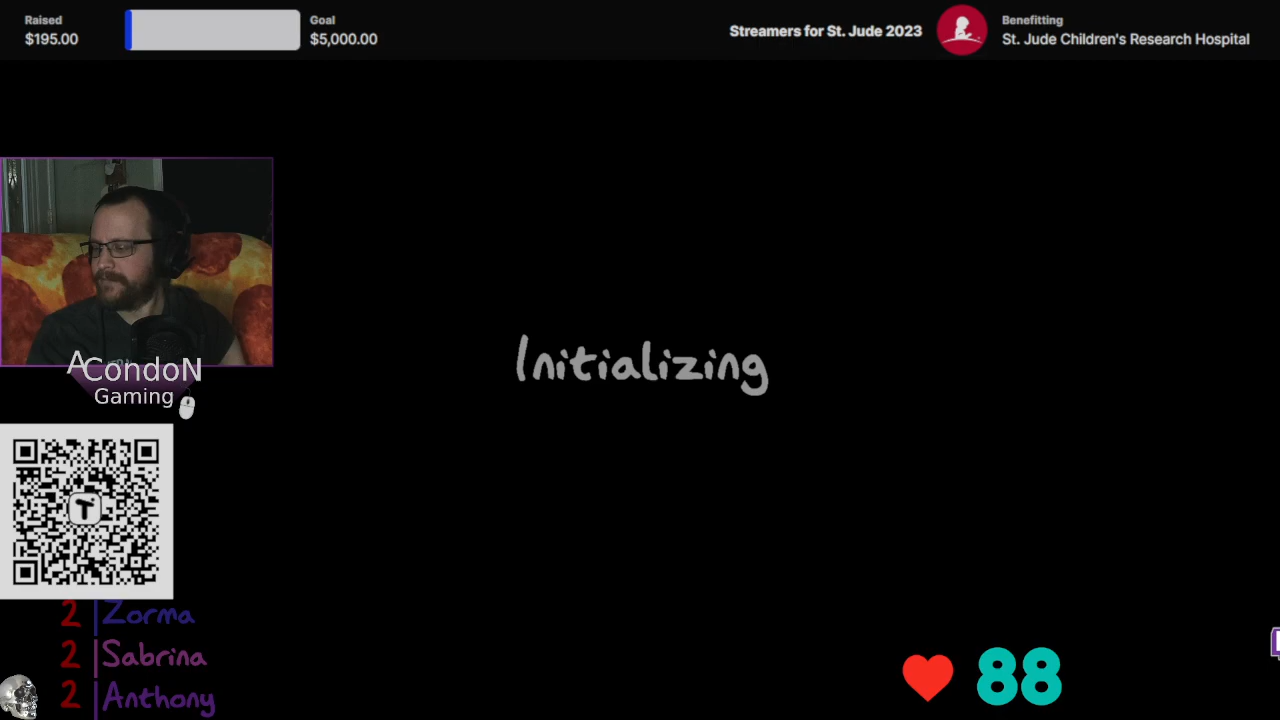 Raised
$195.00
Goal
$5,000.00
Streamers for St. Jude 2023
Benefitting
St. Jude Children's Research Hospital
Initializing
ACondoN
Gaming
T
2 Zorma
2 Sabrina
2 Anthony
88